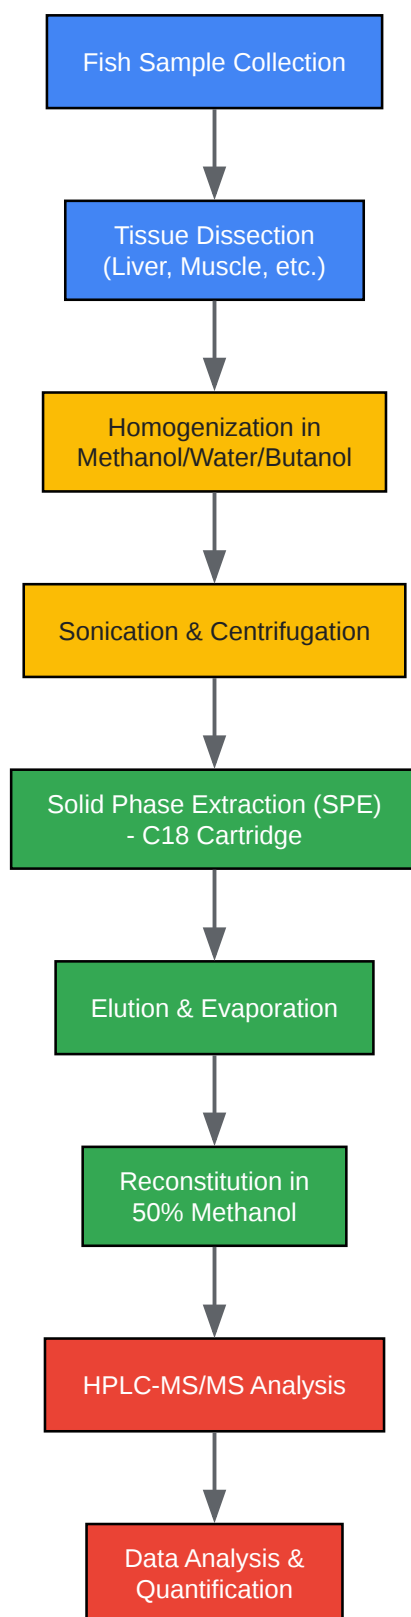 Fish Sample Collection
Tissue Dissection
(Liver, Muscle, etc.)
Homogenization in
Methanol/Water/Butanol
Sonication & Centrifugation
Solid Phase Extraction (SPE)
- C18 Cartridge
Elution & Evaporation
Reconstitution in
50% Methanol
HPLC-MS/MS Analysis
Data Analysis &
Quantification